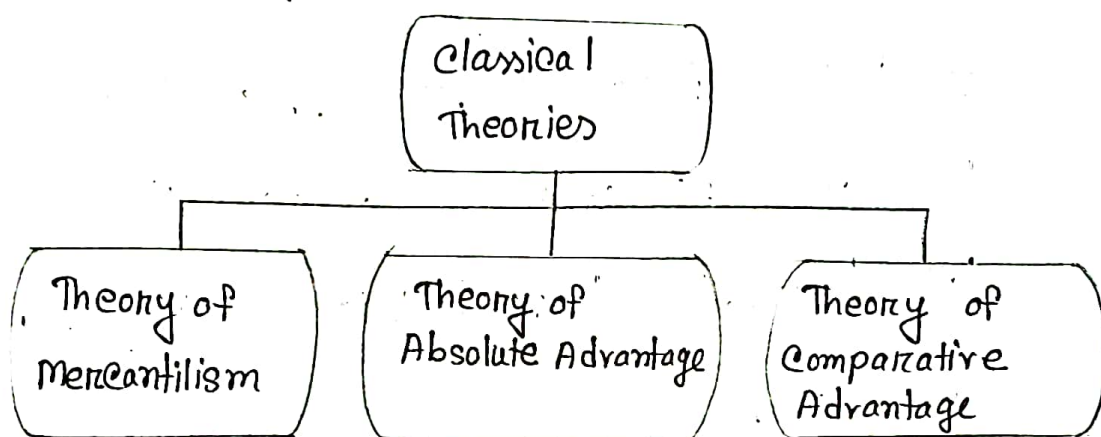 Classical
Theories
Theory of
Mercantilism
Theory of
Absolute Advantage
Theory of
Comparative
Advantage